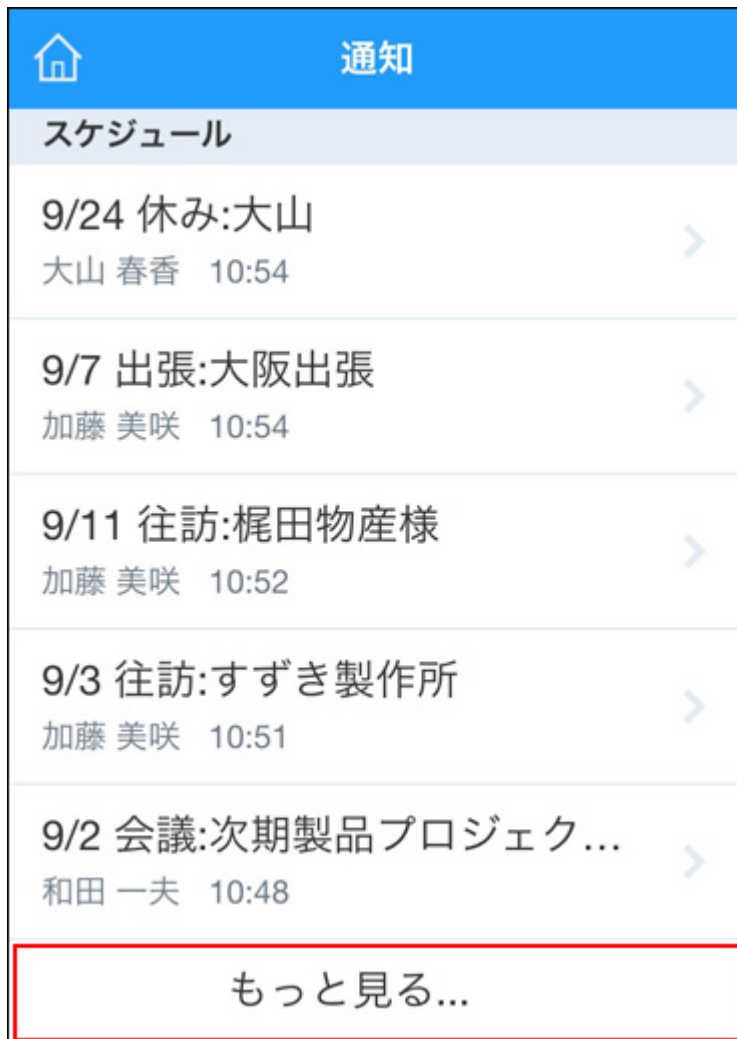 通知
スケジュール
9/24 休み:大山
大山 春香 10:54
9/7 出張:大阪出張
加藤 美咲 10:54
9/11 往訪:梶田物産様
加藤 美咲 10:52
9/3 往訪:すずき製作所
加藤 美咲 10:51
9/2 会議:次期製品プロジェク...
和田 一夫 10:48
もっと見る...